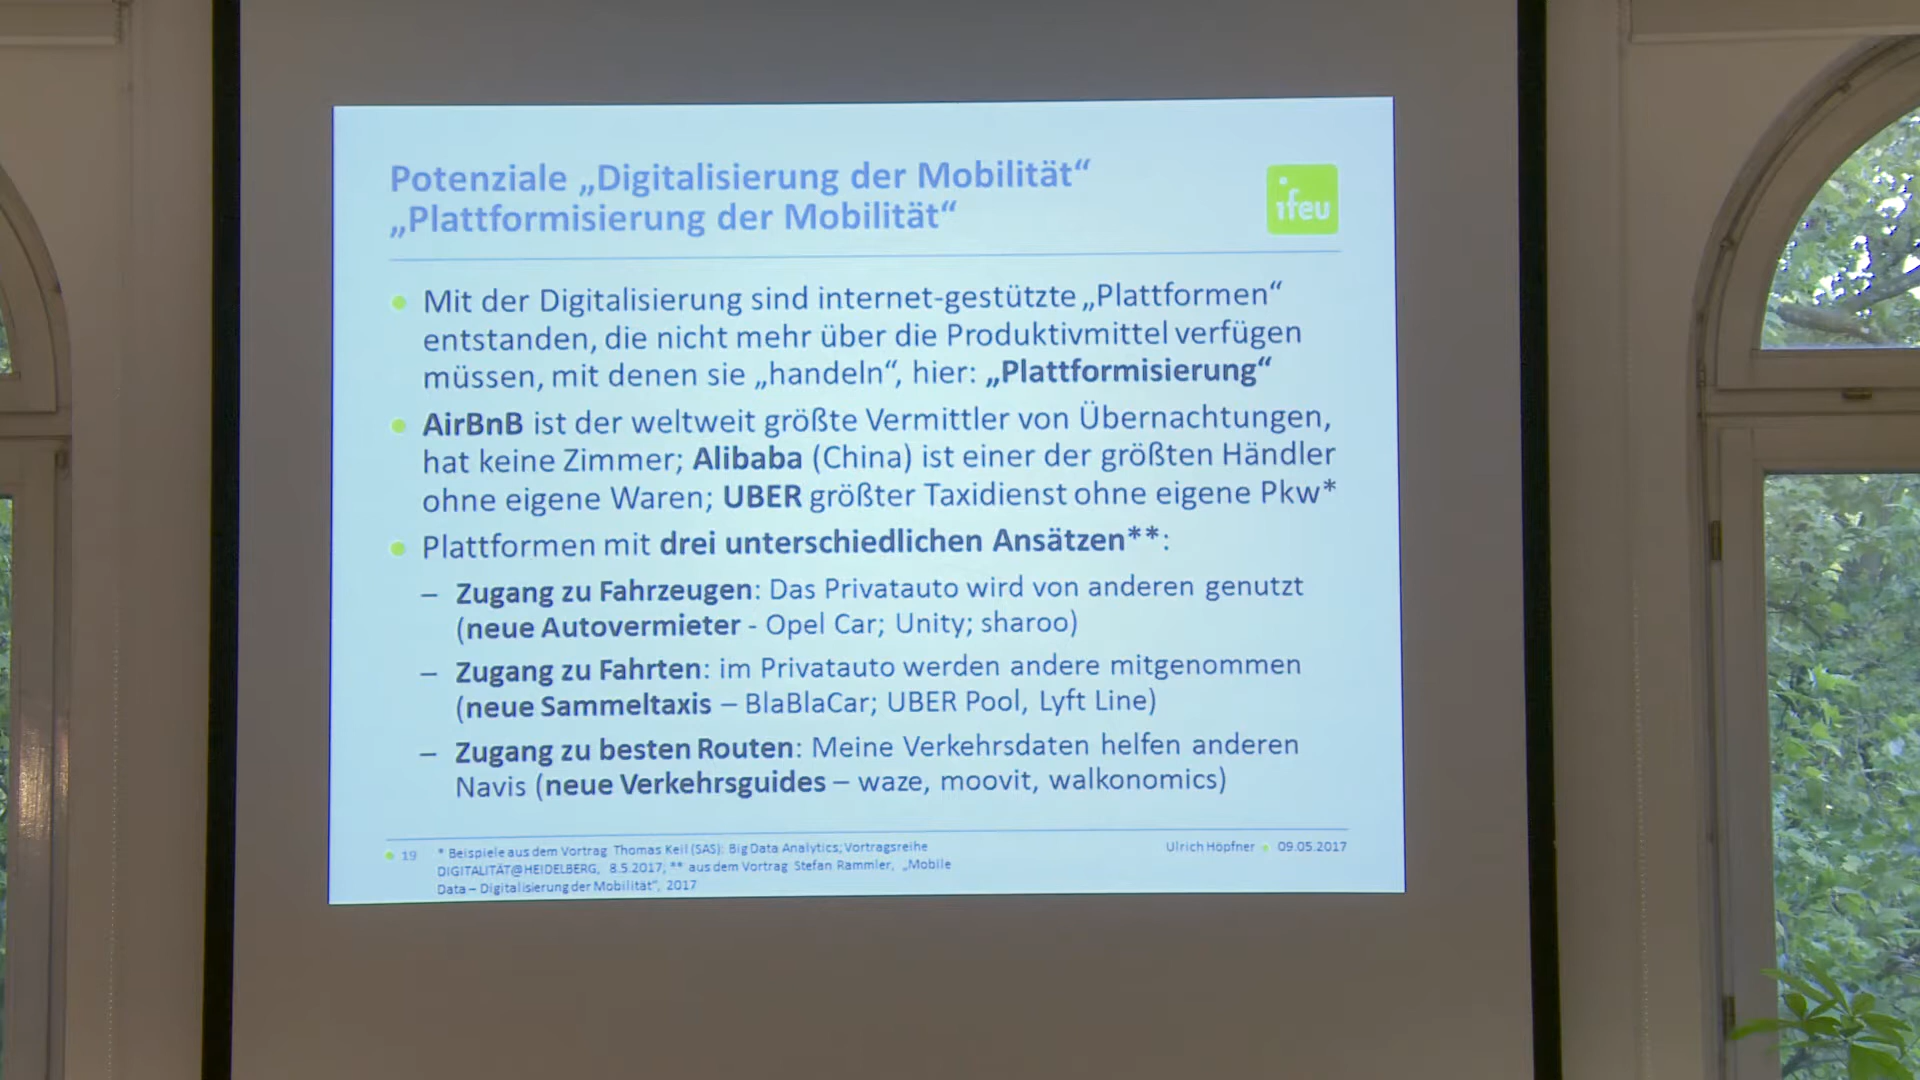 Potenziale „Digitalisierung der Mobilität“
„Plattformisierung der Mobilität“
ifeu
Mit der Digitalisierung sind internet-gestützte „Plattformen“
entstanden, die nicht mehr über die Produktivmittel verfügen
müssen, mit denen sie „handeln“, hier: „Plattformisierung“
AirBnB ist der weltweit größte Vermittler von Übernachtungen,
hat keine Zimmer; Alibaba (China) ist einer der größten Händler
ohne eigene Waren; UBER größter Taxidienst ohne eigene Pkw*
Plattformen mit drei unterschiedlichen Ansätzen**:
– Zugang zu Fahrzeugen: Das Privatauto wird von anderen genutzt
(neue Autovermieter - Opel Car; Unity; sharoo)
– Zugang zu Fahrten: im Privatauto werden andere mitgenommen
(neue Sammeltaxis – BlaBlaCar; UBER Pool, Lyft Line)
– Zugang zu besten Routen: Meine Verkehrsdaten helfen anderen
Navis (neue Verkehrsguides – waze, moovit, walkonomics)
19
* Beispiele aus dem Vortrag Thomas Keil (SAS): Big Data Analytics; Vortragsreihe
DIGITALITÄT@HEIDELBERG, 8.5.2017; ** aus dem Vortrag Stefan Rammler, „Mobile
Data – Digitalisierung der Mobilität“, 2017
Ulrich Höpfner 09.05.2017